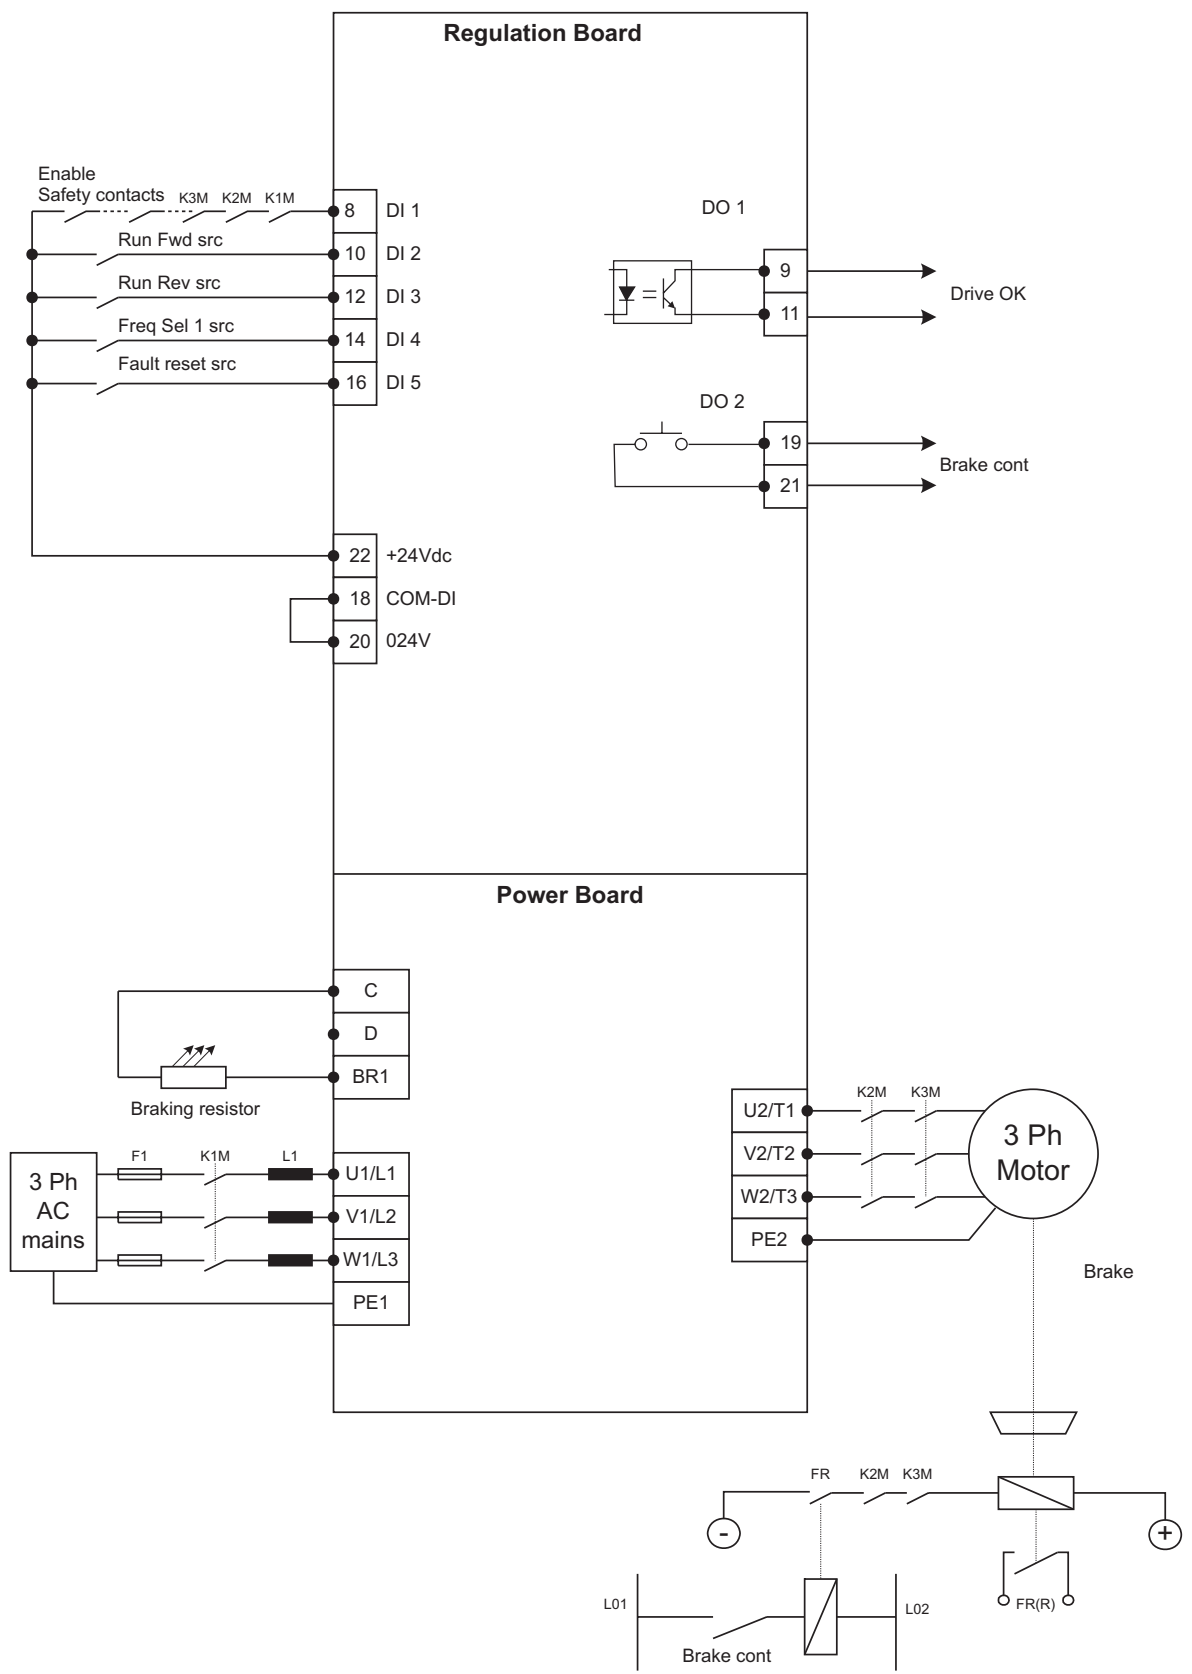 Regulation Board
Enable
Safety contacts K3M K2M K1M
8 DI 1
Run Fwd src
10 DI 2
Run Rev src
12 DI 3
Freq Sel 1 src
14 DI 4
Fault reset src
16 DI 5
DO 1
9
11
Drive OK
DO 2
19
21
Brake cont
22 +24Vdc
18 COM-DI
20 024V
Power Board
C
D
BR1
Braking resistor
3 Ph
AC
mains
F1 K1M L1
U1/L1
V1/L2
W1/L3
PE1
U2/T1
V2/T2
W2/T3
PE2
K2M K3M
3 Ph
Motor
Brake
FR K2M K3M
-
+
FR(R)
L01
L02
Brake cont